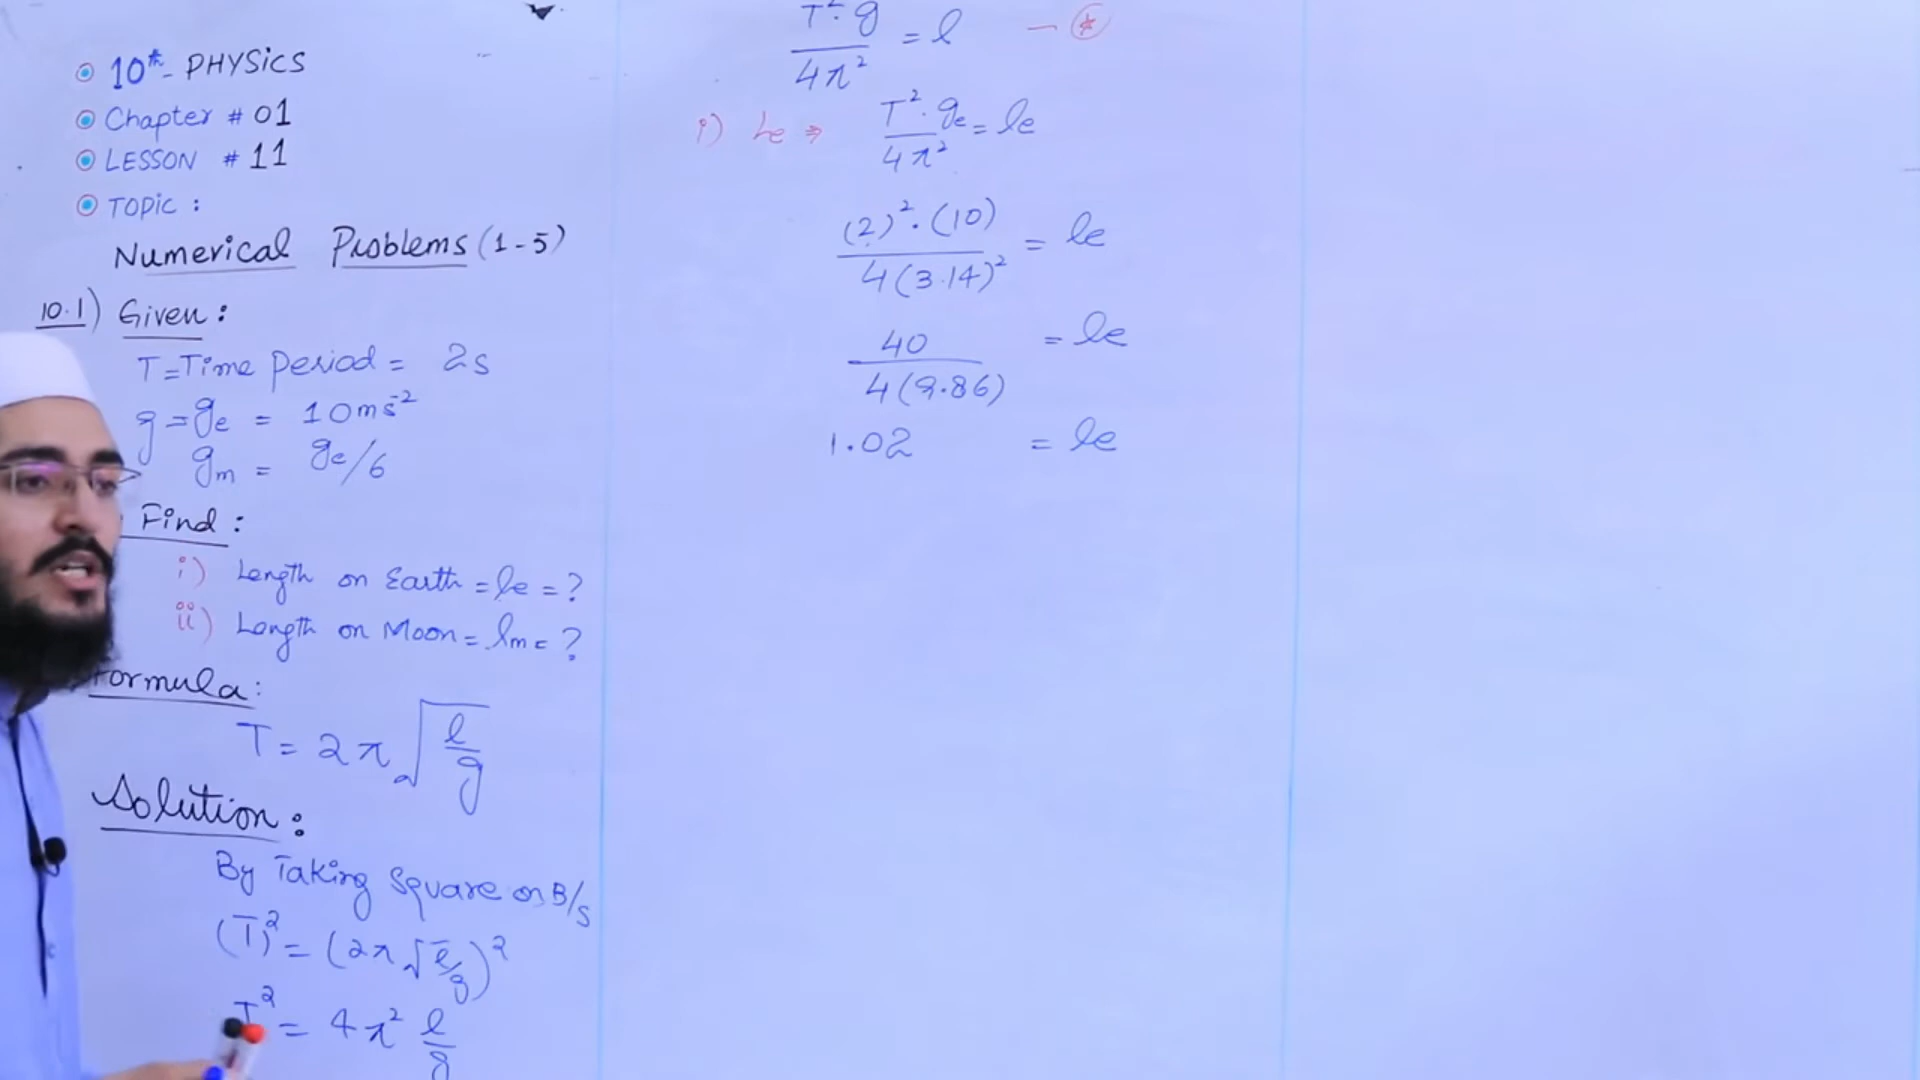 10th - PHYSICS
Chapter # 01
LESSON # 11
TOPIC :
Numerical Problems (1-5)
10.1) Given :
T = Time Period = 2s
g = ge = 10ms⁻²
gm = ge/6
Find :
i) Length on Earth = le = ?
ii) Length on Moon = lm = ?
Formula :
T = 2π √(l/g)
Solution :
By Taking Square on B/S
(T)² = (2π √(l/g))²
T² = 4π² l/g
T² · g / 4π² = l — *
i) Le ⇒ T² · ge / 4π² = le
(2)² · (10) / 4(3.14)² = le
40 / 4(9.86) = le
1.02 = le